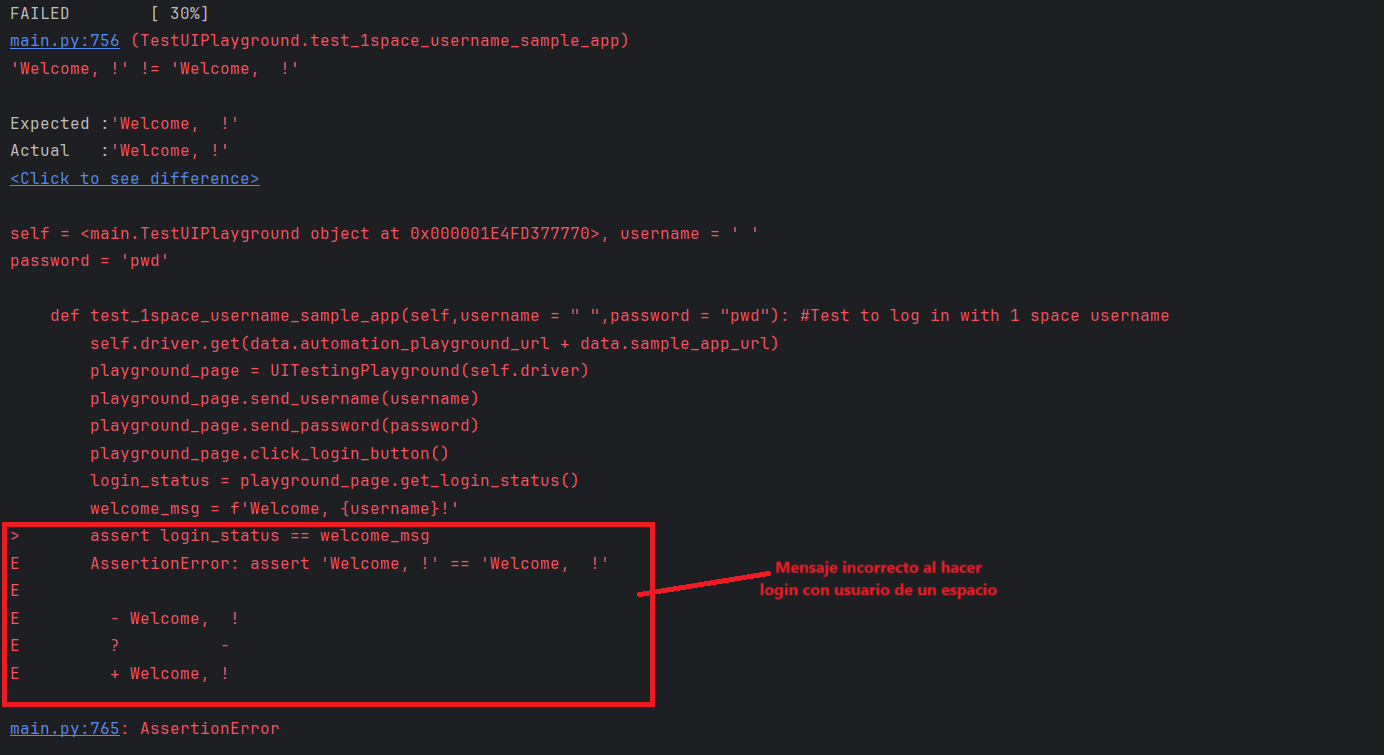 FAILED        [ 30%]
main.py:756 (TestUIPlayground.test_1space_username_sample_app)
'Welcome, !' != 'Welcome,  !'

Expected :'Welcome,  !'
Actual   :'Welcome, !'
<Click to see difference>

self = <main.TestUIPlayground object at 0x000001E4FD377770>, username = ' '
password = 'pwd'

    def test_1space_username_sample_app(self,username = " ",password = "pwd"): #Test to log in with 1 space username
        self.driver.get(data.automation_playground_url + data.sample_app_url)
        playground_page = UITestingPlayground(self.driver)
        playground_page.send_username(username)
        playground_page.send_password(password)
        playground_page.click_login_button()
        login_status = playground_page.get_login_status()
        welcome_msg = f'Welcome, {username}!'
>       assert login_status == welcome_msg
E       AssertionError: assert 'Welcome, !' == 'Welcome,  !'
E
E         - Welcome,  !
E         ?          -
E         + Welcome, !
Mensaje incorrecto al hacer
login con usuario de un espacio

main.py:765: AssertionError